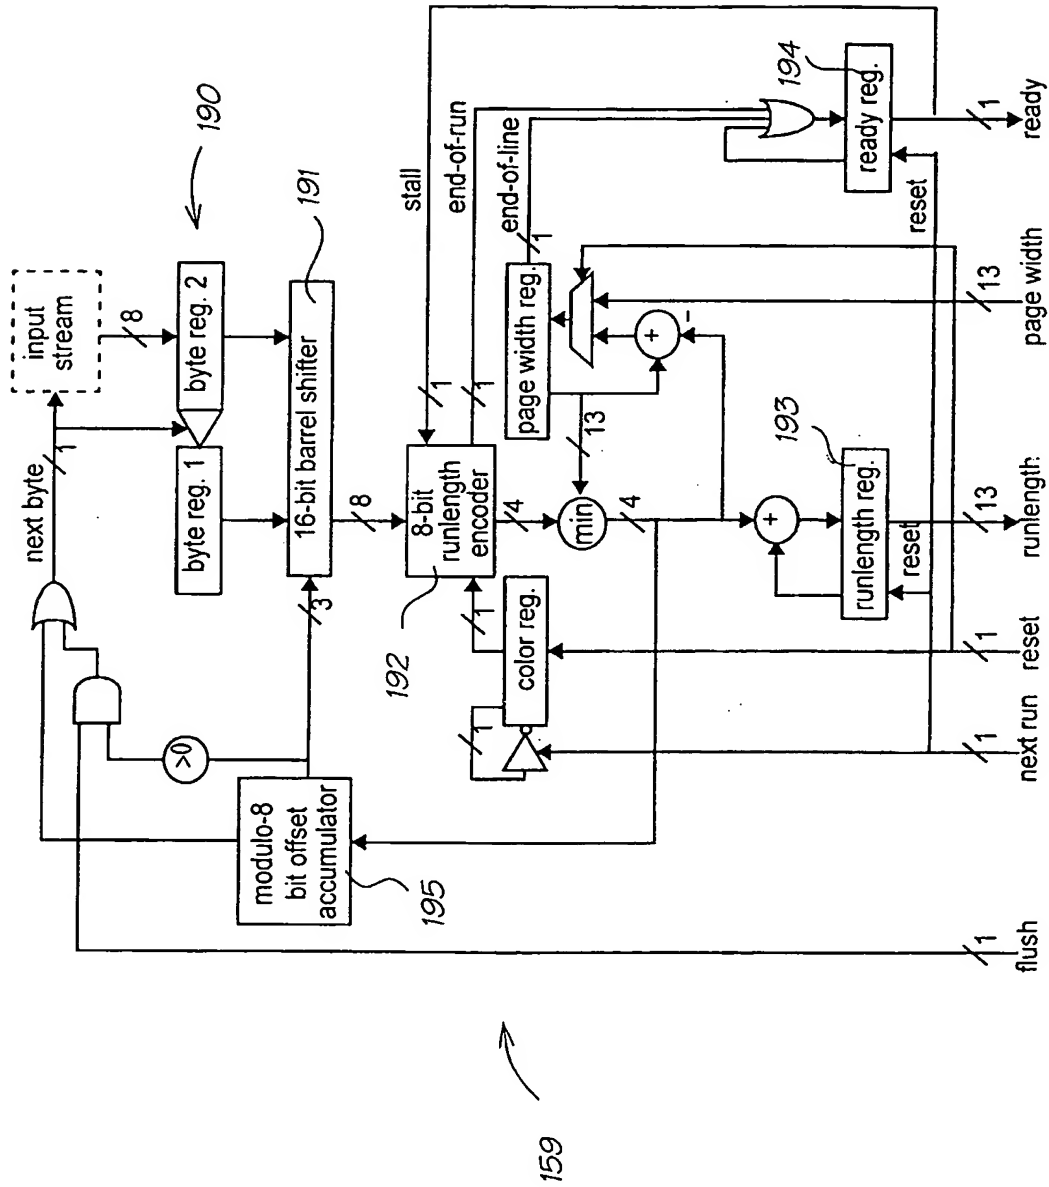 input
stream
190
8
next byte
1
byte reg. 1
byte reg. 2
191
16-bit barrel shifter
3
>0
modulo-8
bit offset
accumulator
195
8
stall
1
end-of-run
1
end-of-line
1
8-bit
runlength
encoder
192
4
page width reg.
13
min
4
+
-
1
color reg.
1
+
193
runlength reg.
reset
194
ready reg.
reset
1
flush
1
next run
1
reset
13
runlength
13
page width
1
ready
159